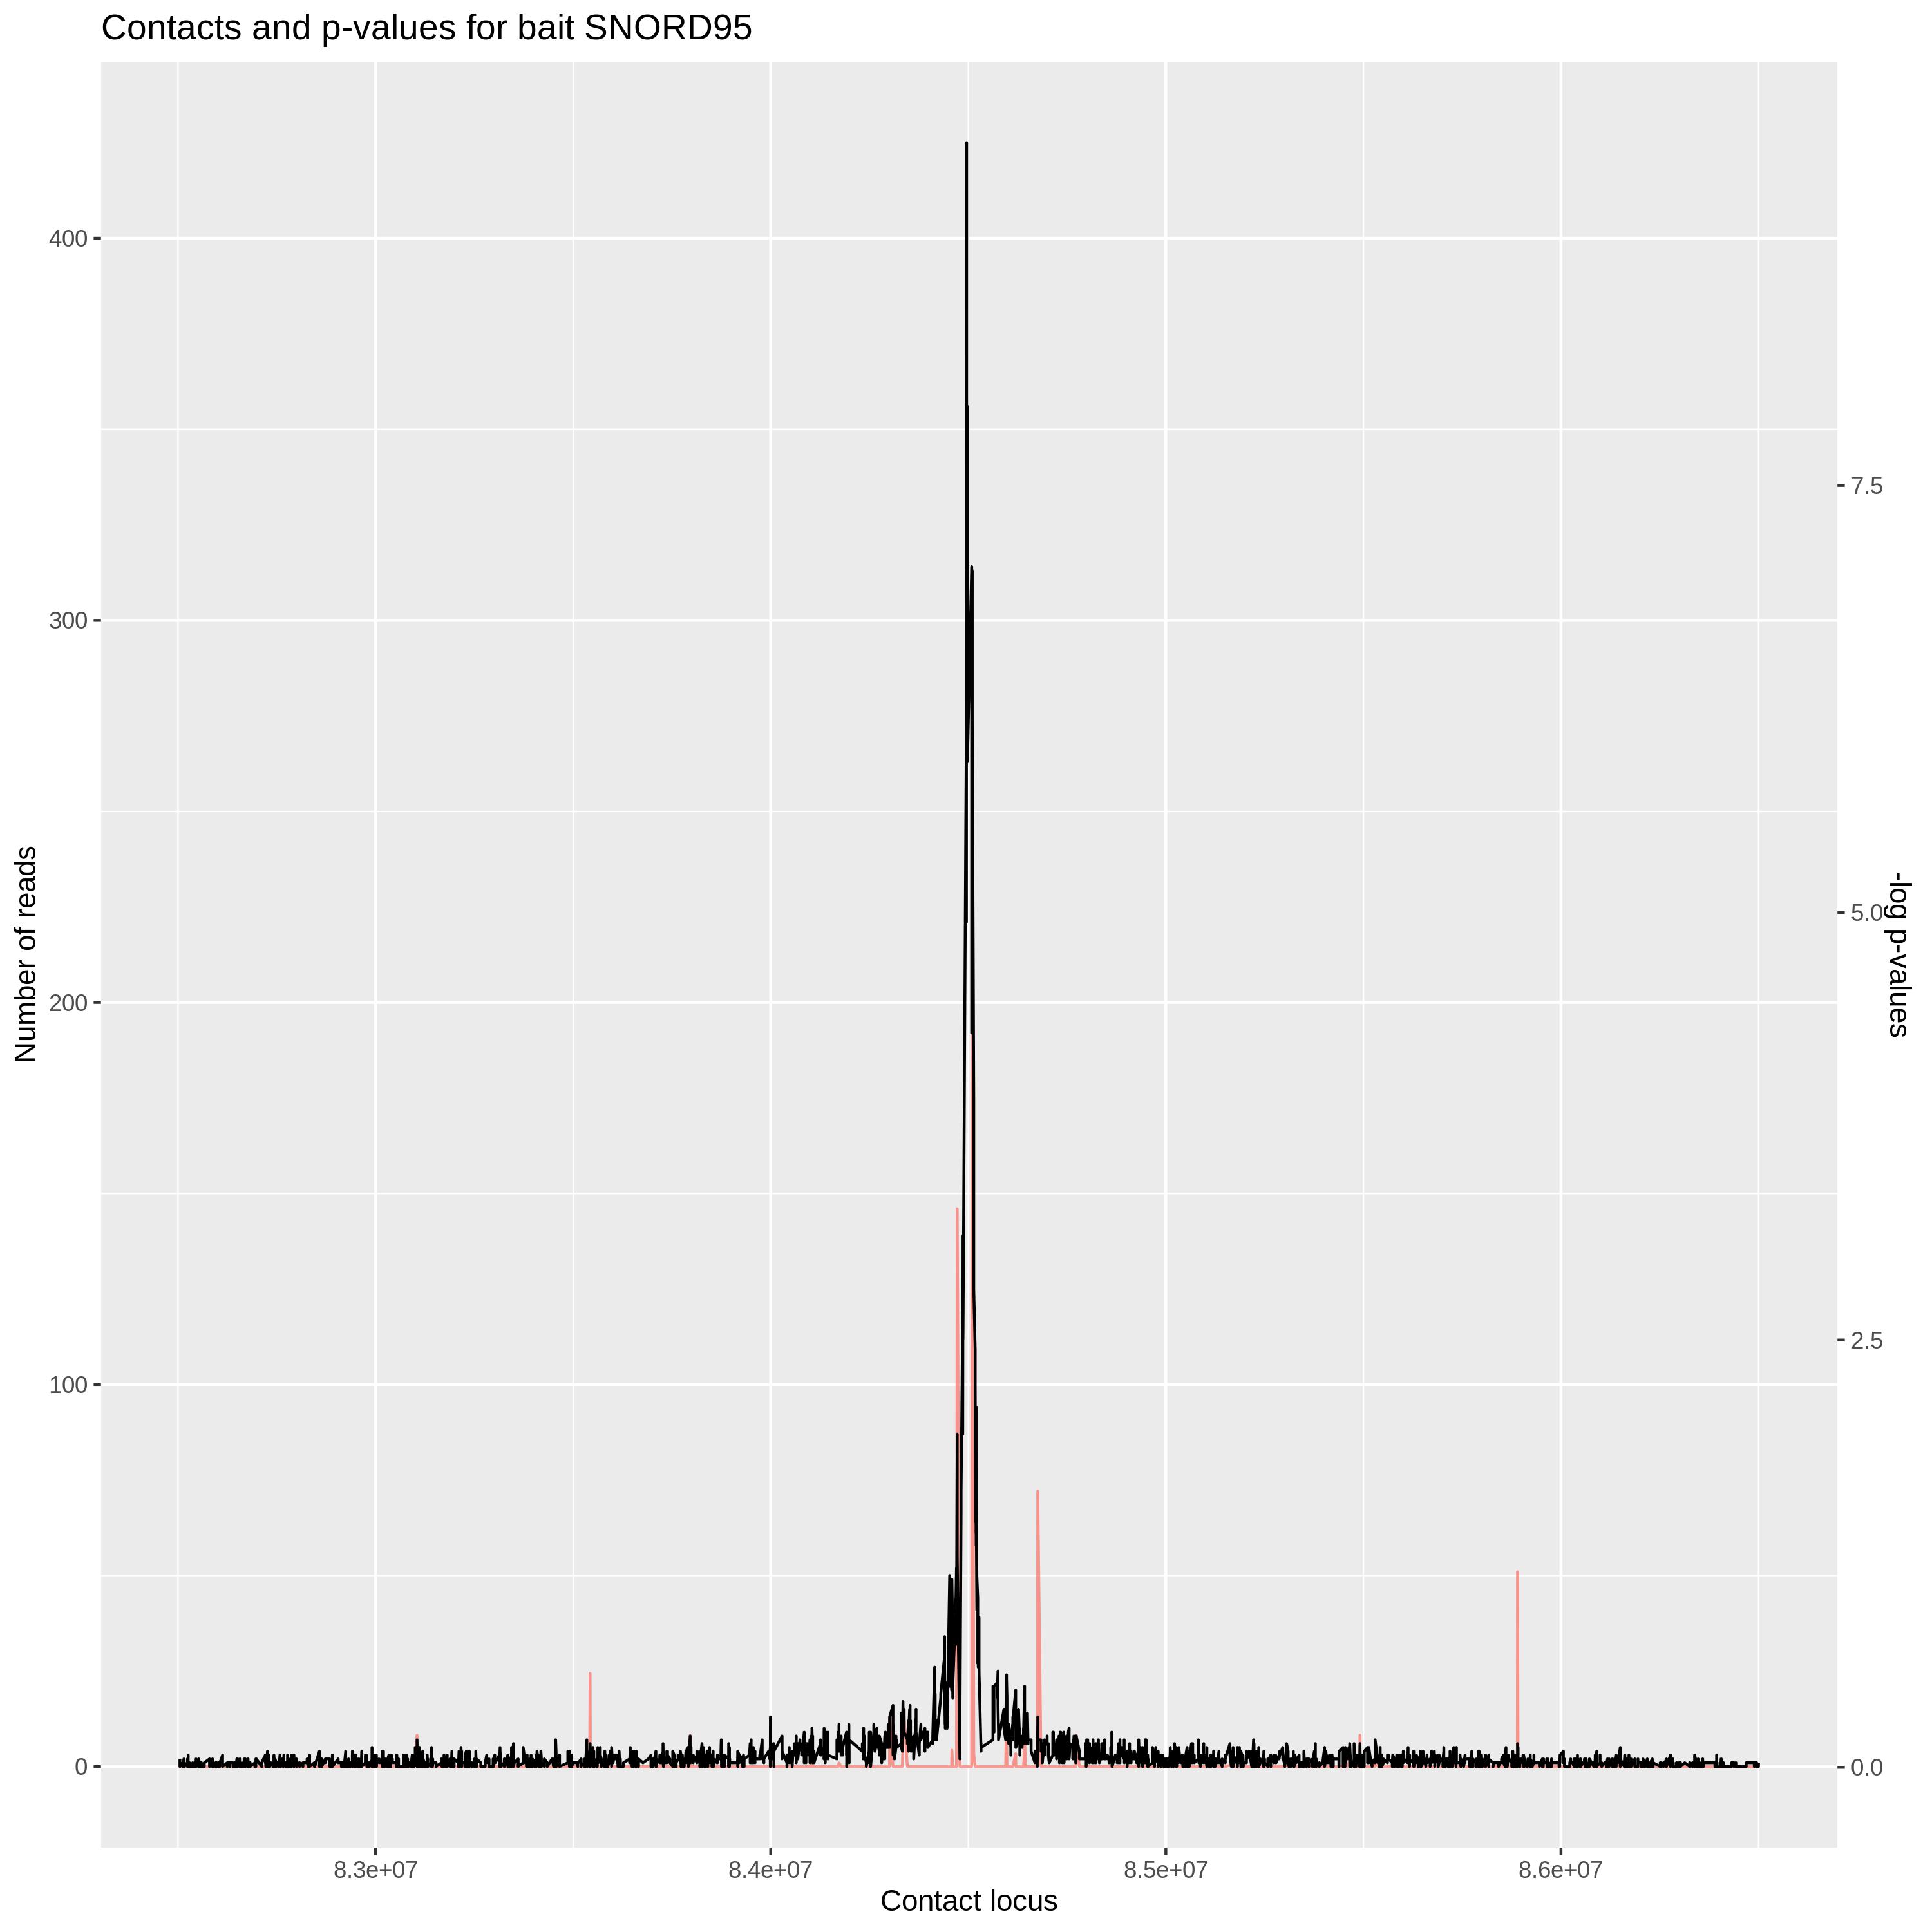 Contacts and p-values for bait SNORD95
400
300
200
100
0
Number of reads
7.5
5.0
2.5
0.0
-log p-values
8.3e+07
8.4e+07
8.5e+07
8.6e+07
Contact locus